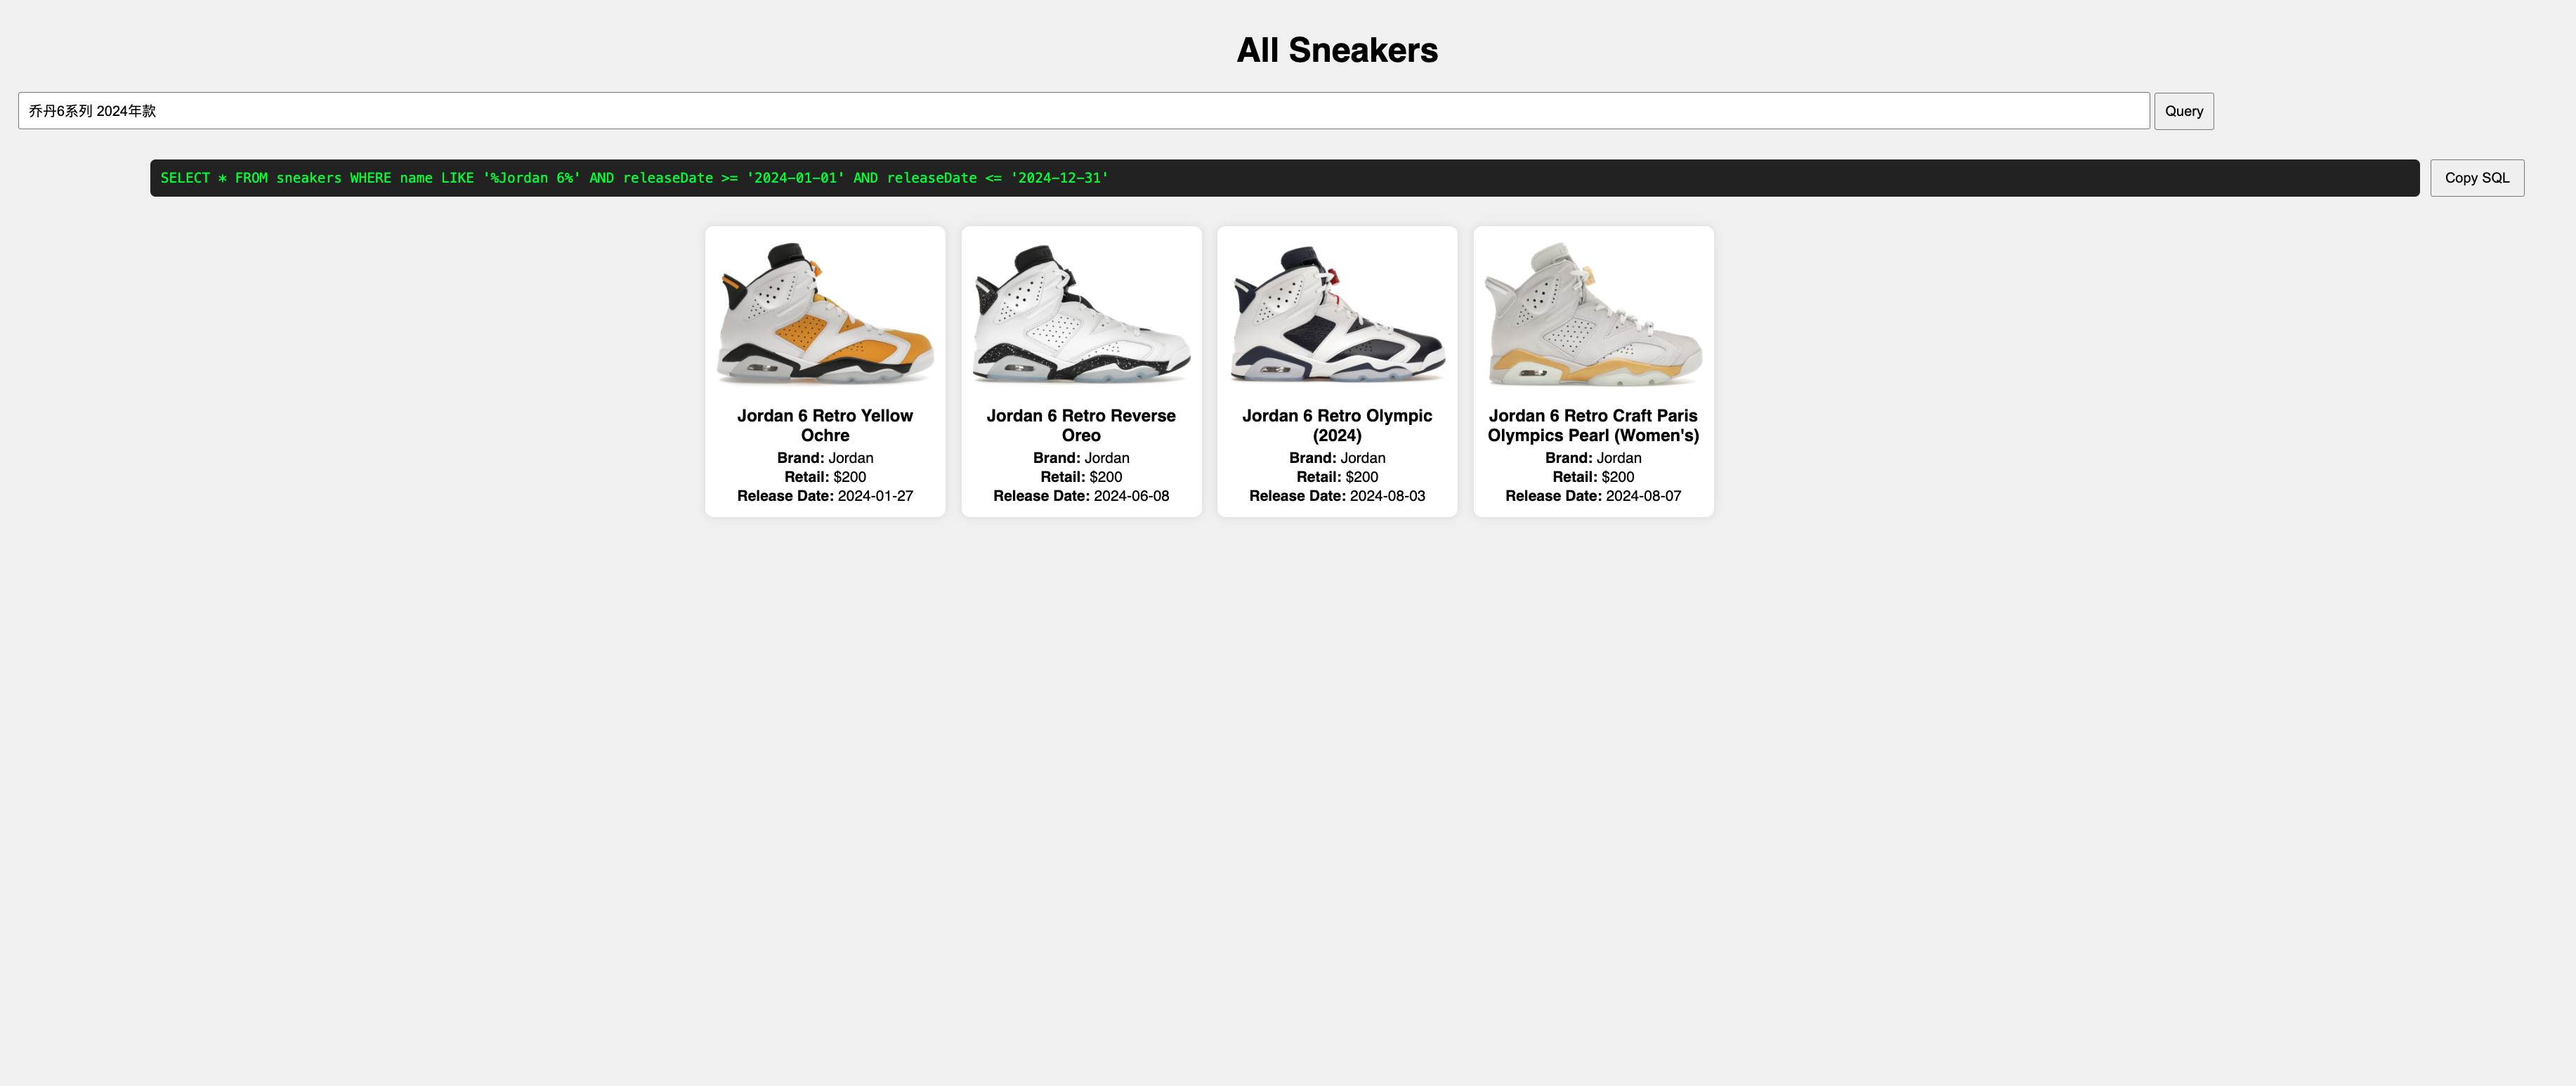 All Sneakers
乔丹6系列 2024年款
Query
SELECT * FROM sneakers WHERE name LIKE '%Jordan 6%' AND releaseDate >= '2024-01-01' AND releaseDate <= '2024-12-31'
Copy SQL
Jordan 6 Retro Yellow
Ochre
Brand: Jordan
Retail: $200
Release Date: 2024-01-27
Jordan 6 Retro Reverse
Oreo
Brand: Jordan
Retail: $200
Release Date: 2024-06-08
Jordan 6 Retro Olympic
(2024)
Brand: Jordan
Retail: $200
Release Date: 2024-08-03
Jordan 6 Retro Craft Paris
Olympics Pearl (Women's)
Brand: Jordan
Retail: $200
Release Date: 2024-08-07